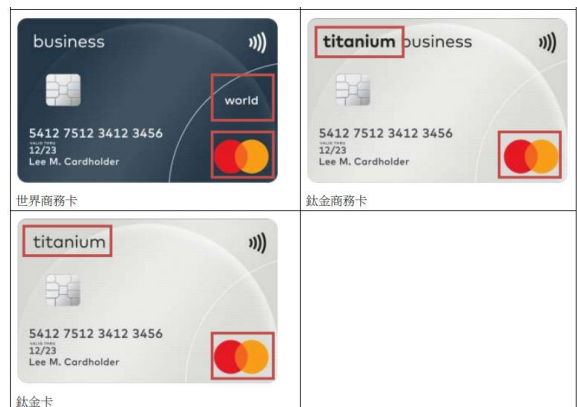 business
world
5412 7512 3412 3456
VALID THRU
12/23
Lee M. Cardholder
世界商務卡
titanium business
5412 7512 3412 3456
VALID THRU
12/23
Lee M. Cardholder
鈦金商務卡
titanium
5412 7512 3412 3456
VALID THRU
12/23
Lee M. Cardholder
鈦金卡